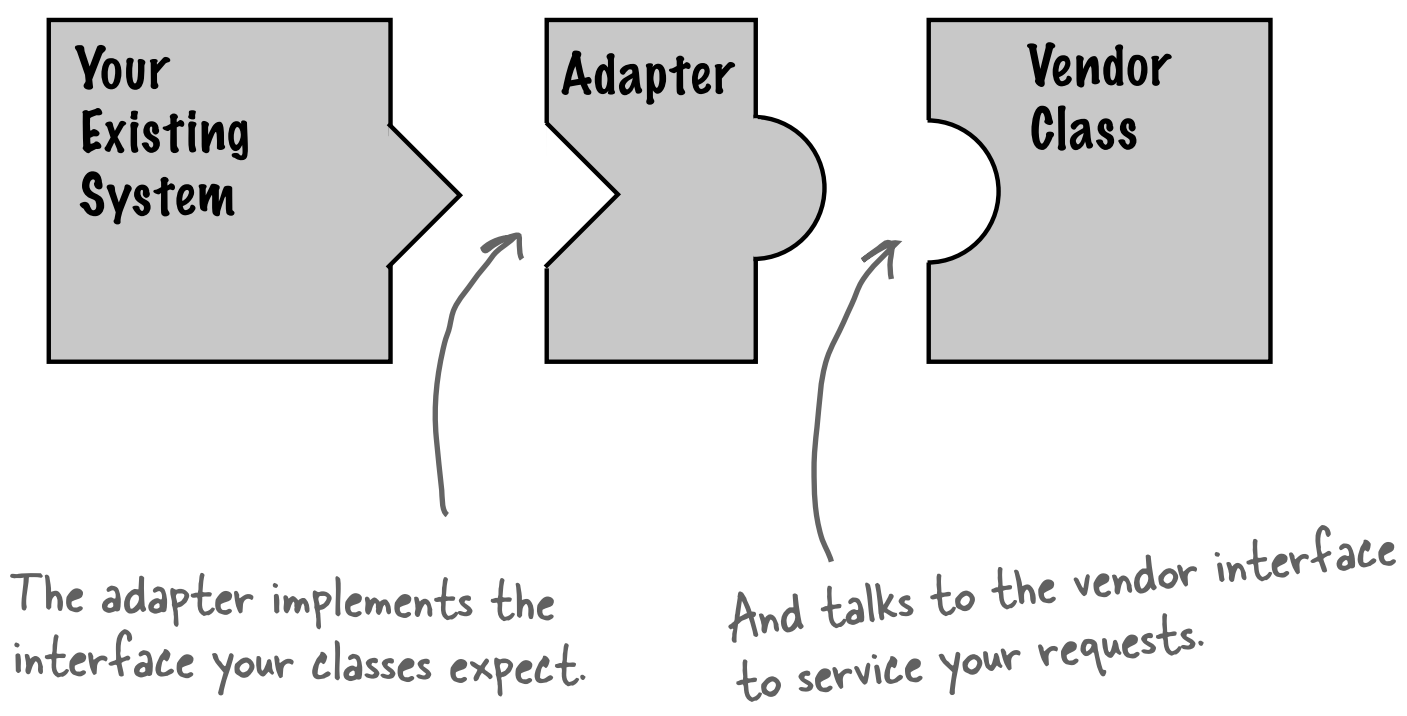 Your
Existing
System
Adapter
Vendor
Class
The adapter implements the
interface your classes expect.
And talks to the vendor interface
to service your requests.